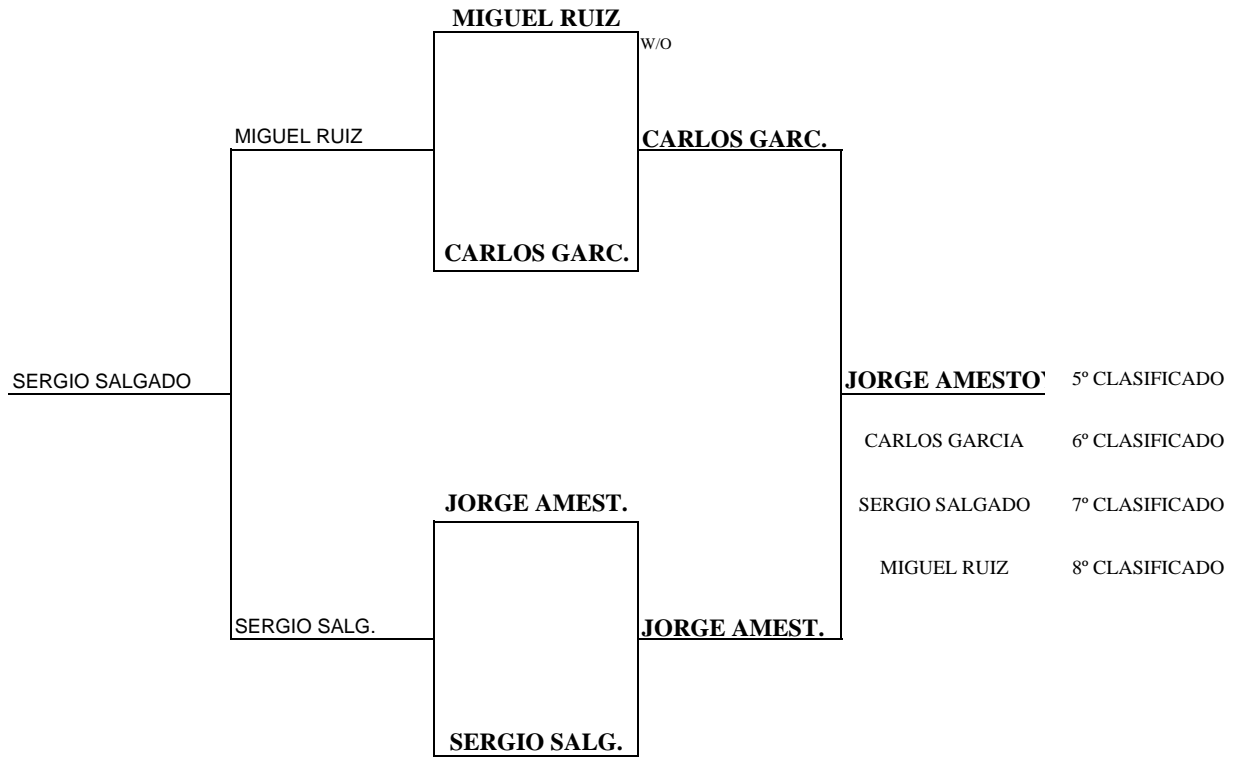 MIGUEL RUIZ
W/O
MIGUEL RUIZ
CARLOS GARC.
CARLOS GARC.
SERGIO SALGADO
JORGE AMESTOY 5º CLASIFICADO
CARLOS GARCIA 6º CLASIFICADO
JORGE AMEST.
SERGIO SALGADO 7º CLASIFICADO
MIGUEL RUIZ 8º CLASIFICADO
SERGIO SALG.
JORGE AMEST.
SERGIO SALG.